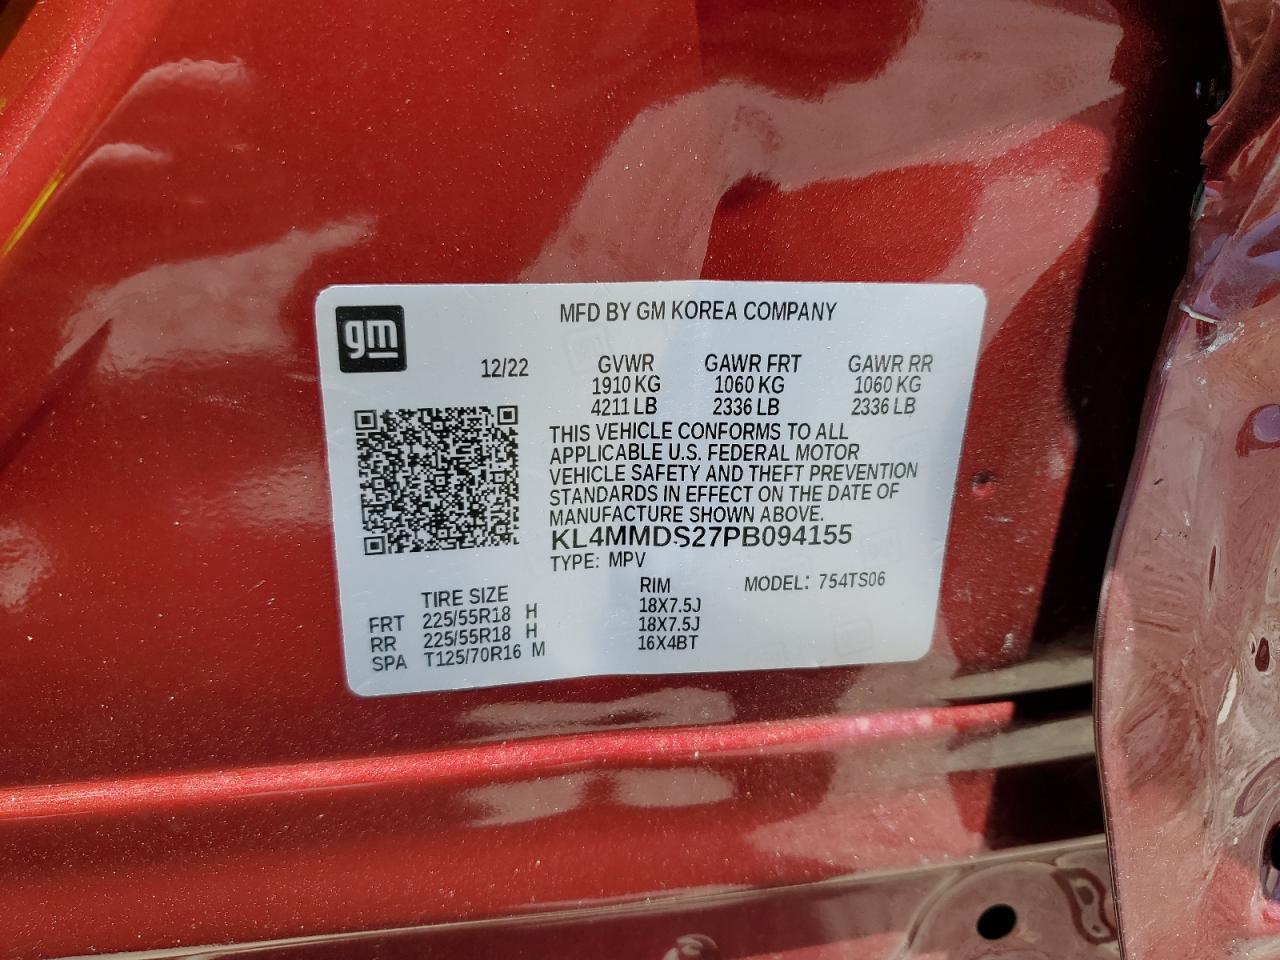 gm
MFD BY GM KOREA COMPANY
12/22 GVWR GAWR FRT GAWR RR
1910 KG 1060 KG 1060 KG
4211 LB 2336 LB 2336 LB
THIS VEHICLE CONFORMS TO ALL
APPLICABLE U.S. FEDERAL MOTOR
VEHICLE SAFETY AND THEFT PREVENTION
STANDARDS IN EFFECT ON THE DATE OF
MANUFACTURE SHOWN ABOVE.
KL4MMDS27PB094155
TYPE: MPV
TIRE SIZE RIM MODEL: 754TS06
FRT 225/55R18 H 18X7.5J
RR 225/55R18 H 18X7.5J
SPA T125/70R16 M 16X4BT